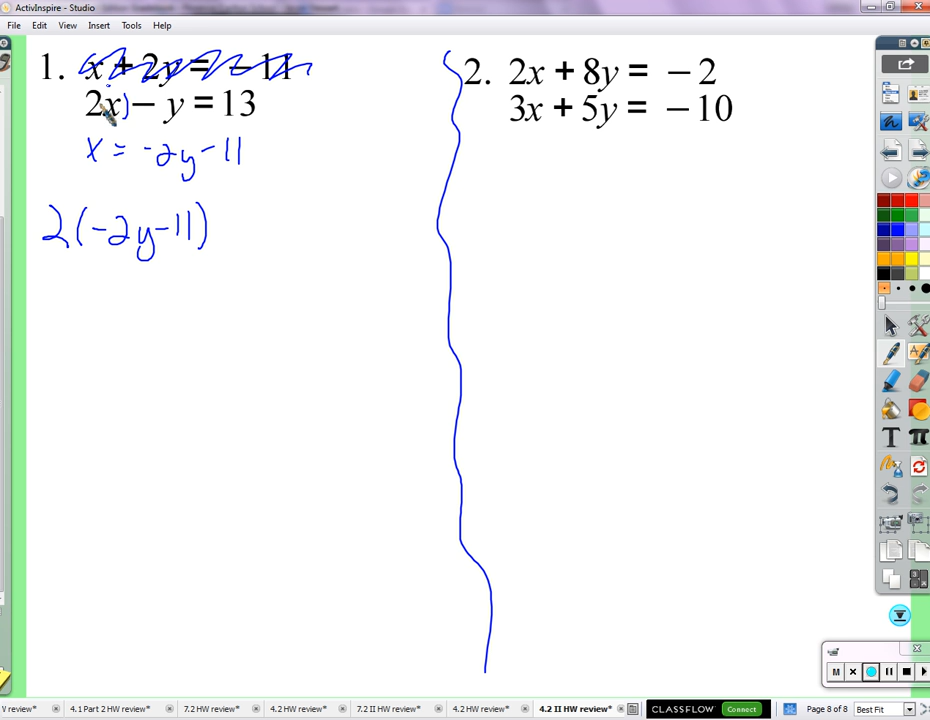 ActivInspire - Studio
File Edit View Insert Tools Help
1. x + 2y = - 11
2x - y = 13
x = -2y - 11
2(-2y-11)
2. 2x + 8y = - 2
3x + 5y = - 10
T π
M
V review* 4.1 Part 2 HW review* 7.2 HW review* 4.2 HW review* 7.2 II HW review* 4.2 HW review* 4.2 II HW review* CLASSFLOW Connect Page 8 of 8 Best Fit